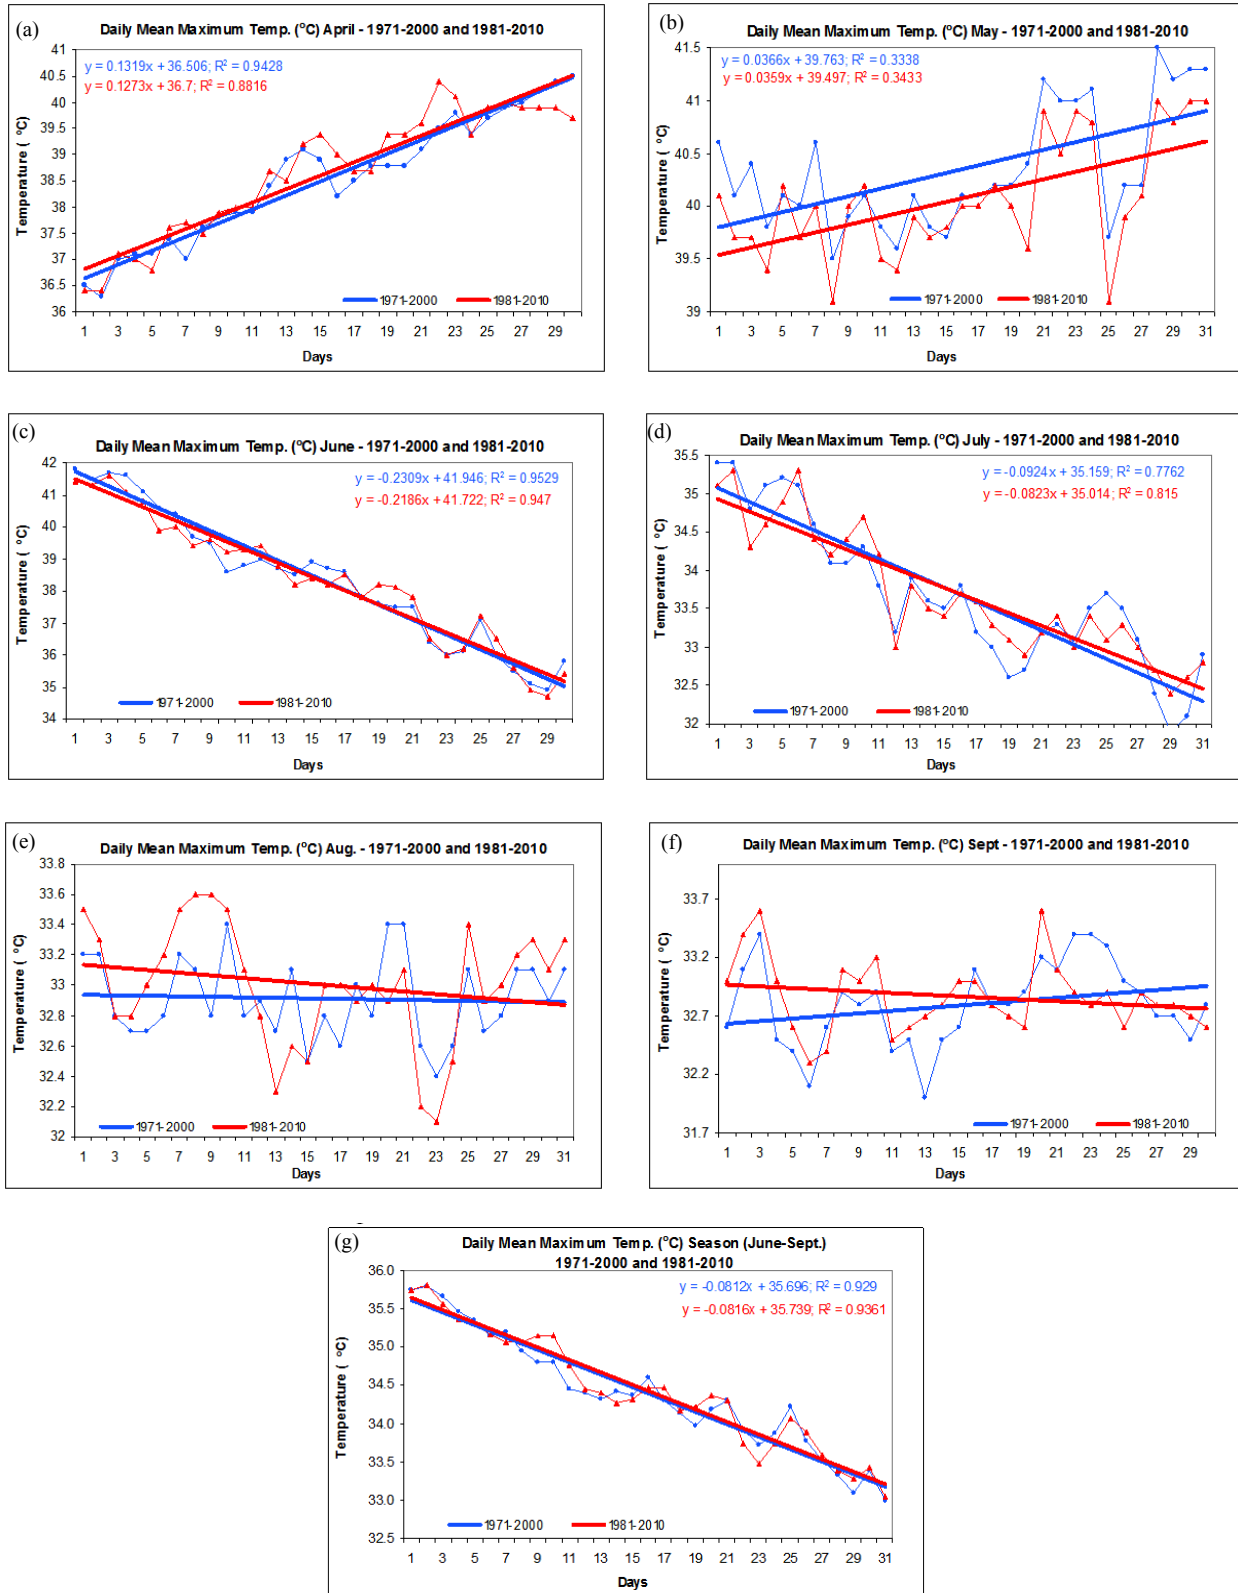 (a)
Daily Mean Maximum Temp. (°C) April - 1971-2000 and 1981-2010
y = 0.1319x + 36.506; R² = 0.9428
y = 0.1273x + 36.7; R² = 0.8816
Temperature ( °C)
41
40.5
40
39.5
39
38.5
38
37.5
37
36.5
36
1971-2000 1981-2010
1 3 5 7 9 11 13 15 17 19 21 23 25 27 29
Days
(b)
Daily Mean Maximum Temp. (°C) May - 1971-2000 and 1981-2010
y = 0.0366x + 39.763; R² = 0.3338
y = 0.0359x + 39.497; R² = 0.3433
Temperature ( °C)
41.5
41
40.5
40
39.5
39
1971-2000 1981-2010
1 3 5 7 9 11 13 15 17 19 21 23 25 27 29 31
Days
(c)
Daily Mean Maximum Temp. (°C) June - 1971-2000 and 1981-2010
y = -0.2309x + 41.946; R² = 0.9529
y = -0.2186x + 41.722; R² = 0.947
Temperature ( °C)
42
41
40
39
38
37
36
35
34
1971-2000 1981-2010
1 3 5 7 9 11 13 15 17 19 21 23 25 27 29
Days
(d)
Daily Mean Maximum Temp. (°C) July - 1971-2000 and 1981-2010
y = -0.0924x + 35.159; R² = 0.7762
y = -0.0823x + 35.014; R² = 0.815
Temperature ( °C)
35.5
35
34.5
34
33.5
33
32.5
32
1971-2000 1981-2010
1 3 5 7 9 11 13 15 17 19 21 23 25 27 29 31
Days
(e)
Daily Mean Maximum Temp. (°C) Aug. - 1971-2000 and 1981-2010
Temperature ( °C)
33.8
33.6
33.4
33.2
33
32.8
32.6
32.4
32.2
32
1971-2000 1981-2010
1 3 5 7 9 11 13 15 17 19 21 23 25 27 29 31
Days
(f)
Daily Mean Maximum Temp. (°C) Sept - 1971-2000 and 1981-2010
Temperature ( °C)
33.7
33.2
32.7
32.2
31.7
1971-2000 1981-2010
1 3 5 7 9 11 13 15 17 19 21 23 25 27 29
Days
(g)
Daily Mean Maximum Temp. (°C) Season (June-Sept.)
1971-2000 and 1981-2010
y = -0.0812x + 35.696; R² = 0.929
y = -0.0816x + 35.739; R² = 0.9361
Temperature ( °C)
36.0
35.5
35.0
34.5
34.0
33.5
33.0
32.5
1971-2000 1981-2010
1 3 5 7 9 11 13 15 17 19 21 23 25 27 29 31
Days